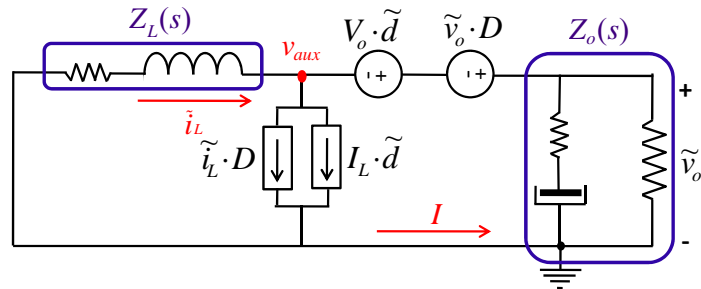 Z_L(s)
v_aux
V_o·d̃
ṽ_o·D
Z_o(s)
ĩ_L
ĩ_L·D
I_L·d̃
I
+
ṽ_o
-